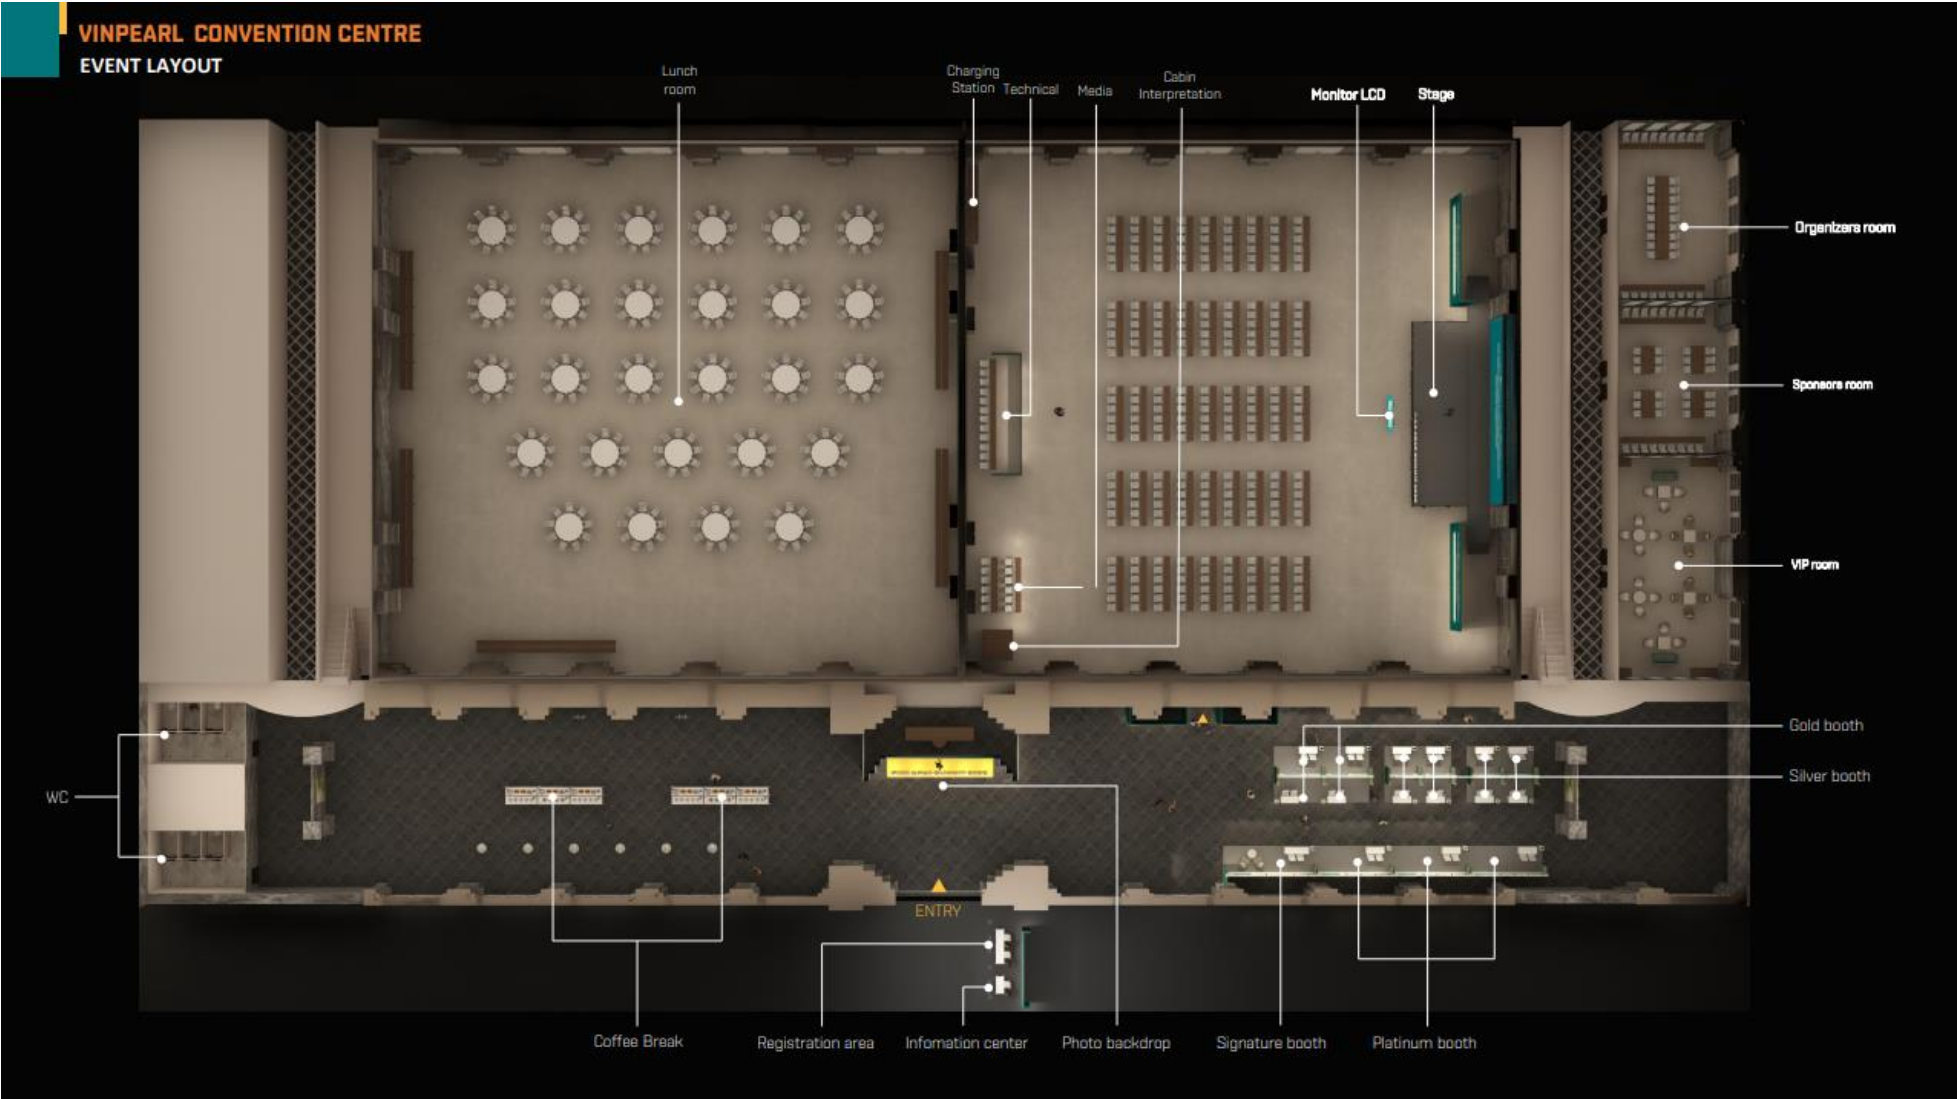 VINPEARL CONVENTION CENTRE
EVENT LAYOUT
Lunch
room
Charging
Station
Technical
Media
Cabin
Interpretation
Monitor LCD
Stage
Organizers room
Sponsors room
VIP room
Gold booth
Silver booth
WC
ENTRY
Coffee Break
Registration area
Infomation center
Photo backdrop
Signature booth
Platinum booth